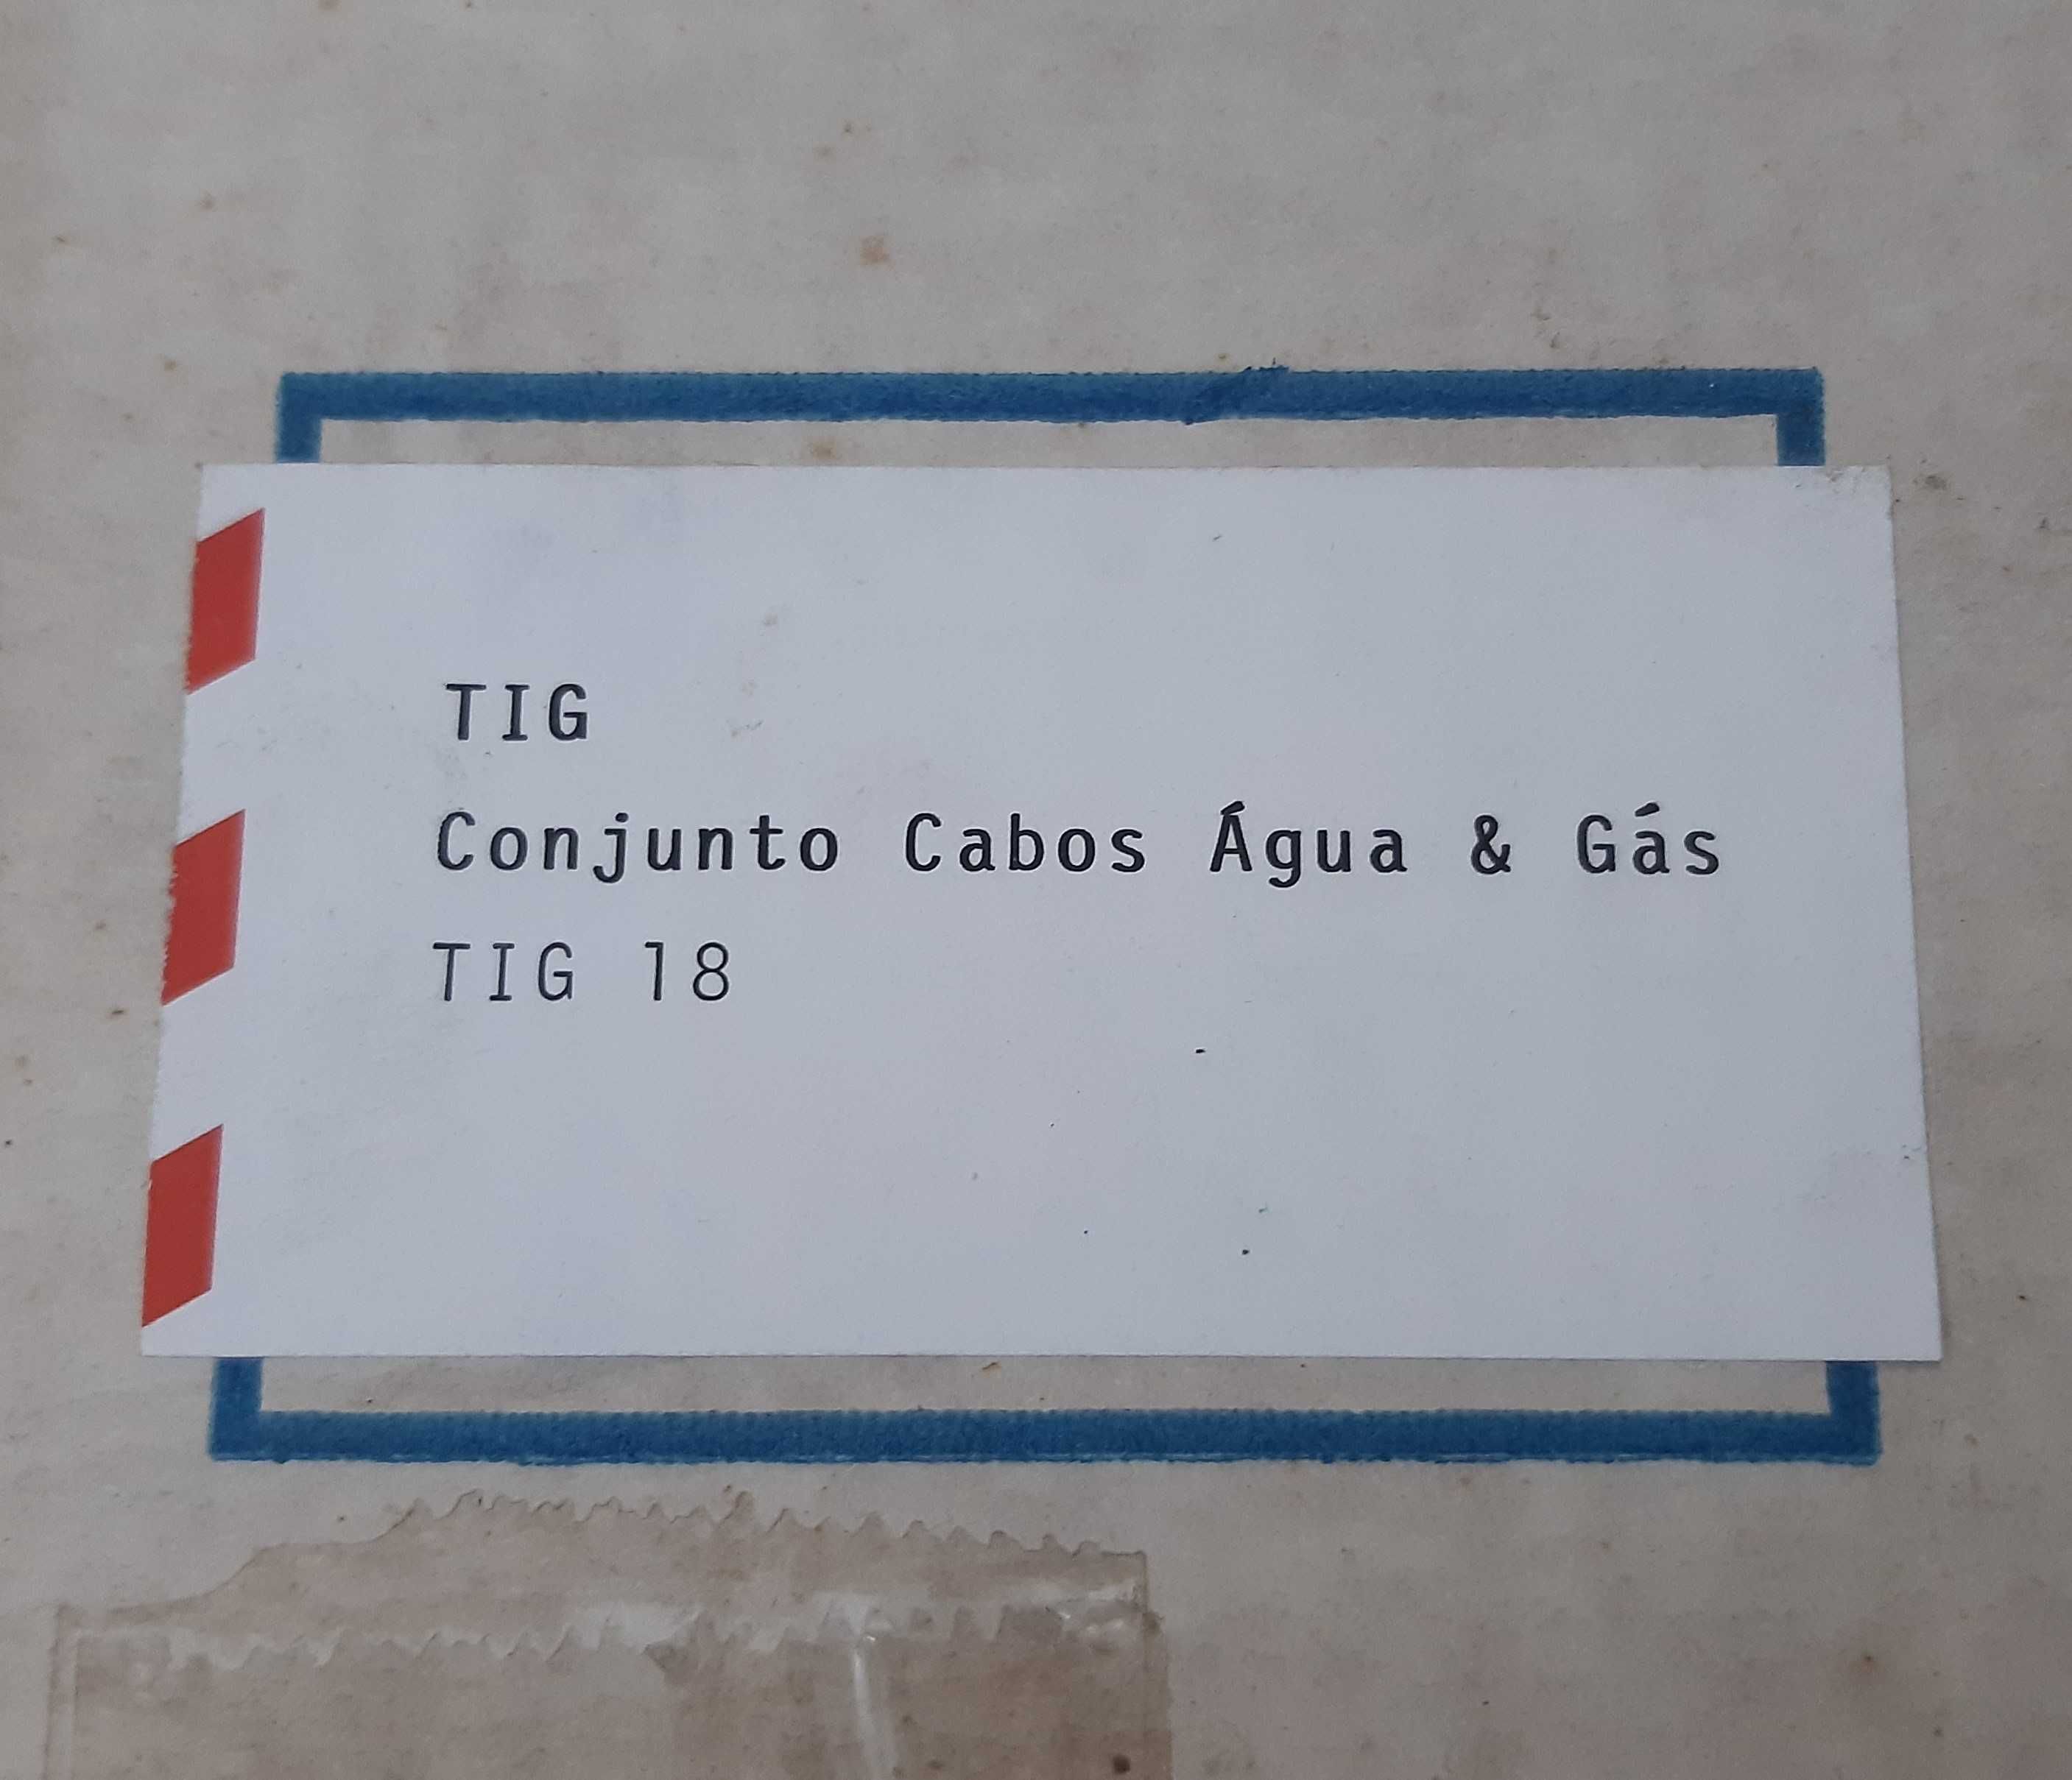 TIG
Conjunto Cabos Água & Gás
TIG 18